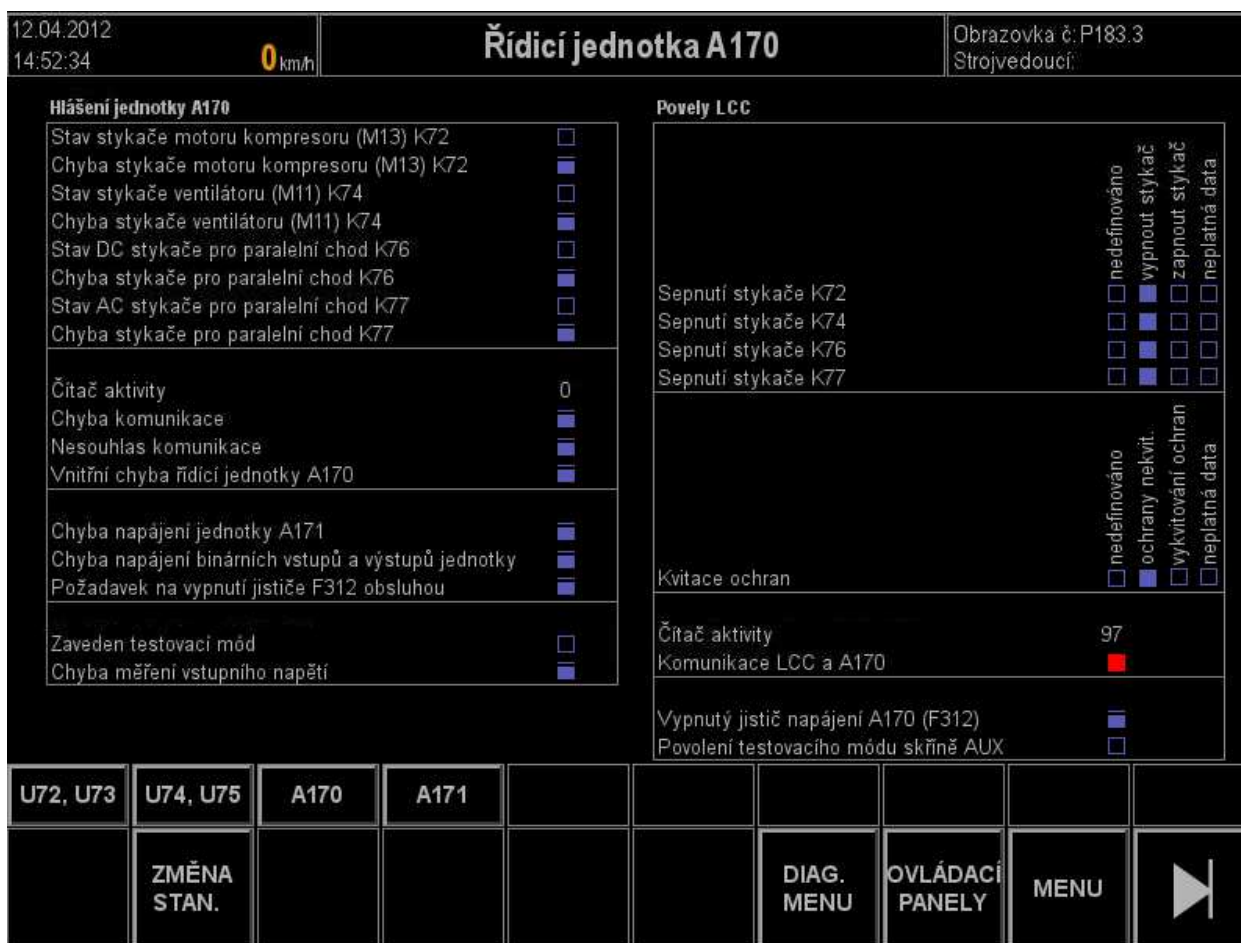 12.04.2012
14:52:34
0 km/h
Řídicí jednotka A170
Obrazovka č: P183.3
Strojvedoucí:
Hlášení jednotky A170
Stav stykače motoru kompresoru (M13) K72
Chyba stykače motoru kompresoru (M13) K72
Stav stykače ventilátoru (M11) K74
Chyba stykače ventilátoru (M11) K74
Stav DC stykače pro paralelní chod K76
Chyba stykače pro paralelní chod K76
Stav AC stykače pro paralelní chod K77
Chyba stykače pro paralelní chod K77
Čítač aktivity 0
Chyba komunikace
Nesouhlas komunikace
Vnitřní chyba řídící jednotky A170
Chyba napájení jednotky A171
Chyba napájení binárních vstupů a výstupů jednotky
Požadavek na vypnutí jističe F312 obsluhou
Zaveden testovací mód
Chyba měření vstupního napětí
Povely LCC
nedefinováno
vypnout stykač
zapnout stykač
neplatná data
Sepnutí stykače K72
Sepnutí stykače K74
Sepnutí stykače K76
Sepnutí stykače K77
nedefinováno
ochrany nekvit.
vykvitování ochran
neplatná data
Kvitace ochran
Čítač aktivity 97
Komunikace LCC a A170
Vypnutý jistič napájení A170 (F312)
Povolení testovacího módu skříně AUX
U72, U73
U74, U75
A170
A171
ZMĚNA
STAN.
DIAG.
MENU
OVLÁDACÍ
PANELY
MENU